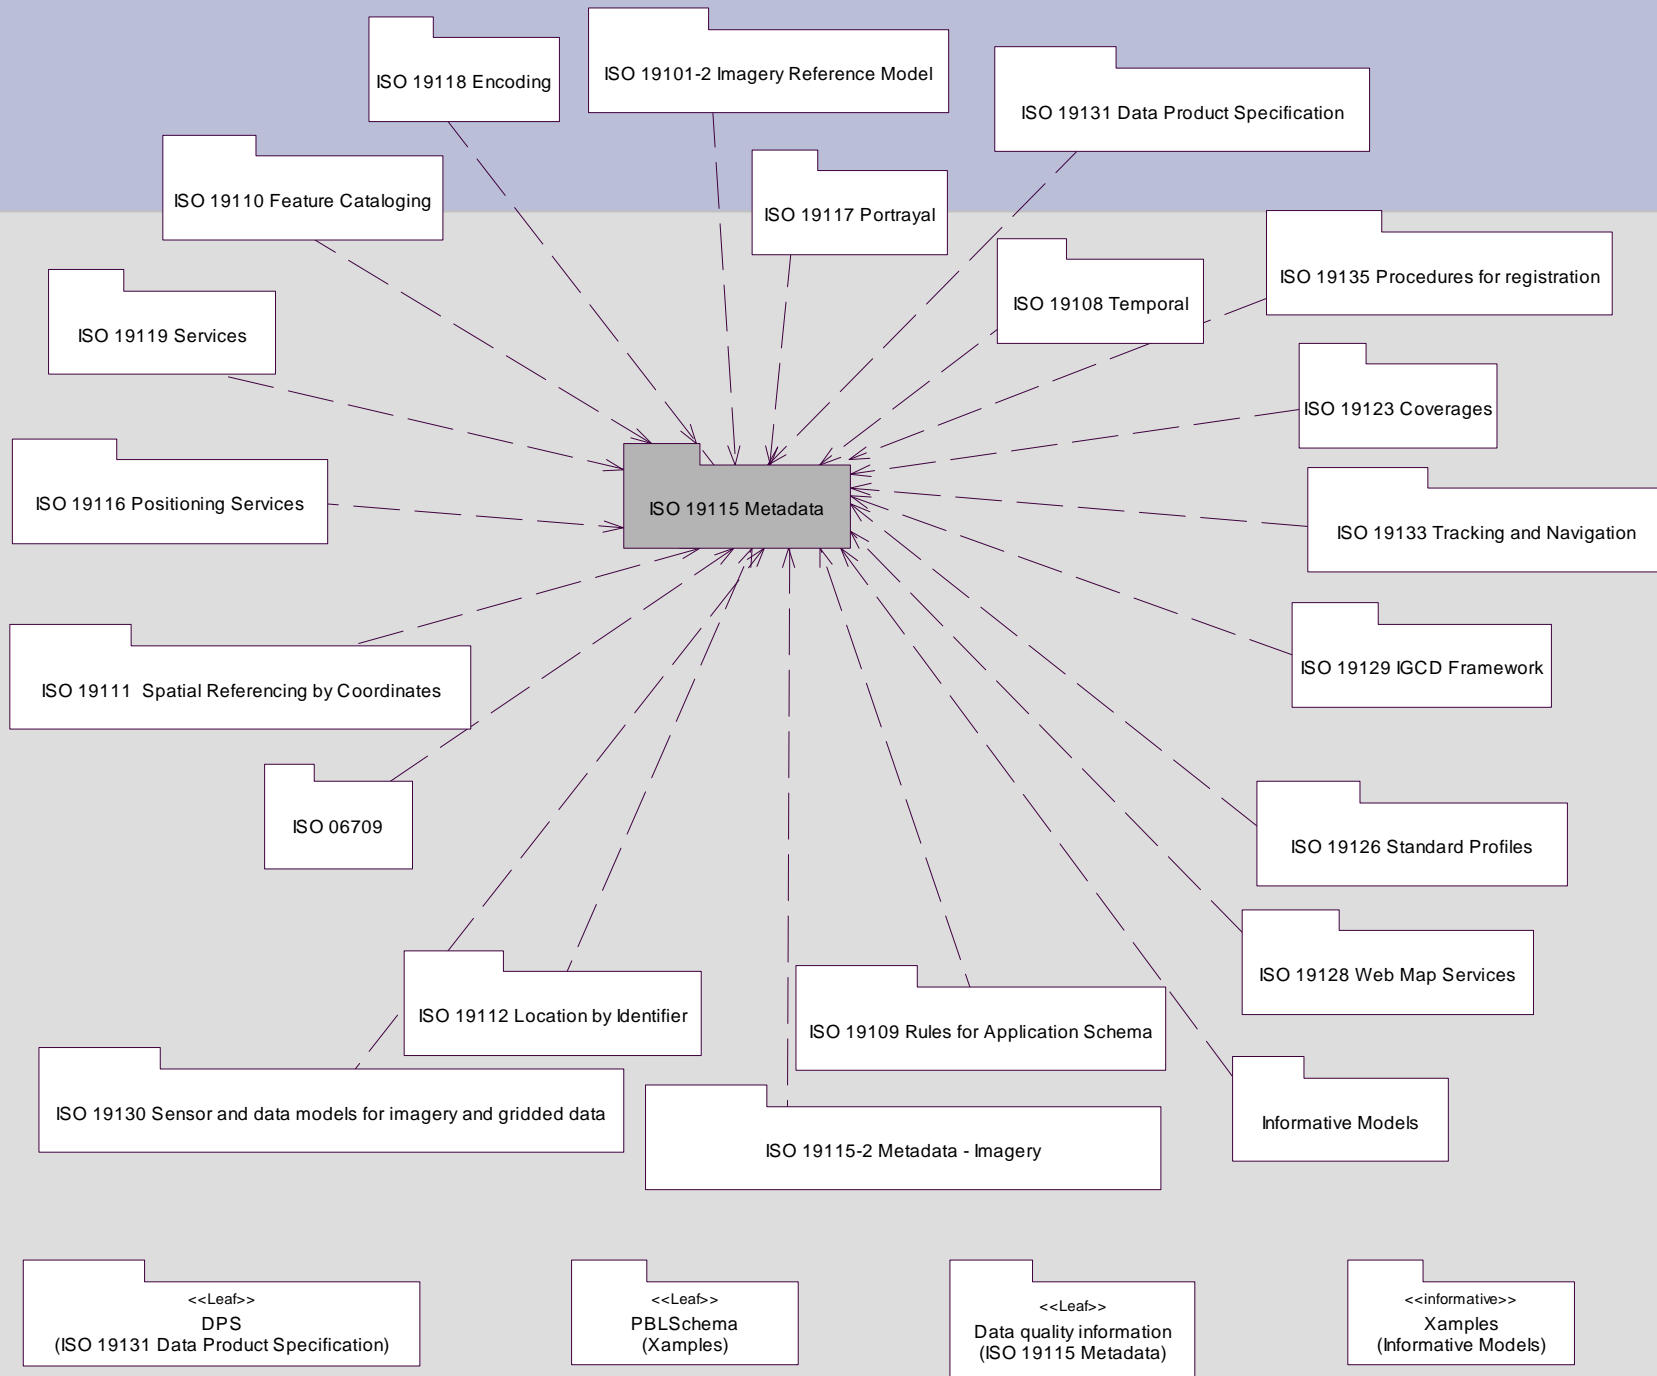 ISO 19118 Encoding
ISO 19101-2 Imagery Reference Model
ISO 19131 Data Product Specification
ISO 19110 Feature Cataloging
ISO 19117 Portrayal
ISO 19135 Procedures for registration
ISO 19108 Temporal
ISO 19119 Services
ISO 19123 Coverages
ISO 19116 Positioning Services
ISO 19115 Metadata
ISO 19133 Tracking and Navigation
ISO 19111  Spatial Referencing by Coordinates
ISO 19129 IGCD Framework
ISO 06709
ISO 19126 Standard Profiles
ISO 19128 Web Map Services
ISO 19112 Location by Identifier
ISO 19109 Rules for Application Schema
ISO 19130 Sensor and data models for imagery and gridded data
Informative Models
ISO 19115-2 Metadata - Imagery
<<Leaf>>
DPS
(ISO 19131 Data Product Specification)
<<Leaf>>
PBLSchema
(Xamples)
<<Leaf>>
Data quality information
(ISO 19115 Metadata)
<<informative>>
Xamples
(Informative Models)